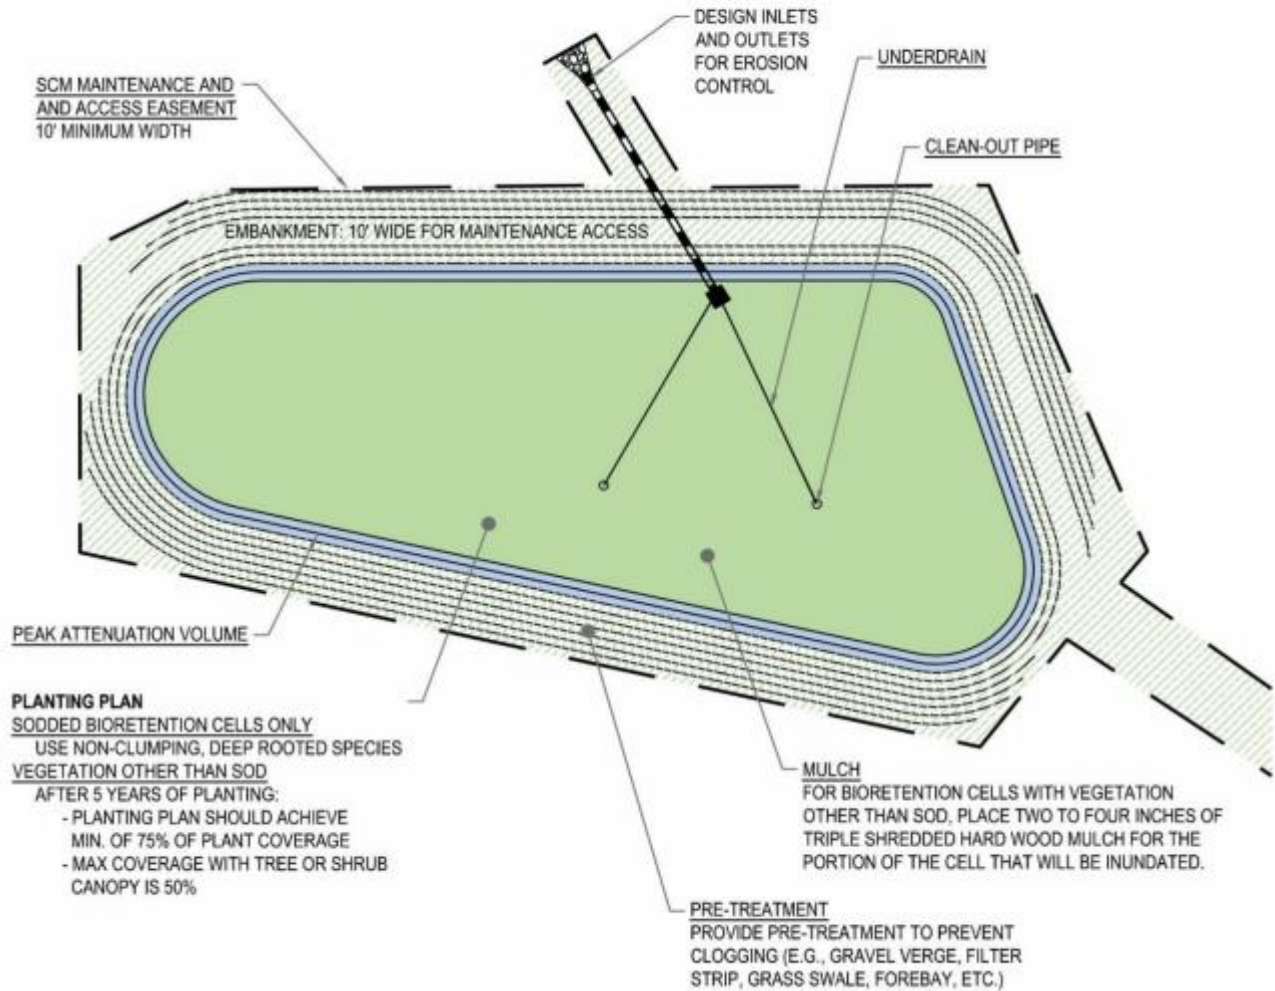 DESIGN INLETS
AND OUTLETS
FOR EROSION
CONTROL
UNDERDRAIN
SCM MAINTENANCE AND
AND ACCESS EASEMENT
10' MINIMUM WIDTH
CLEAN-OUT PIPE
EMBANKMENT: 10' WIDE FOR MAINTENANCE ACCESS
PEAK ATTENUATION VOLUME
PLANTING PLAN
SODDED BIORETENTION CELLS ONLY
USE NON-CLUMPING, DEEP ROOTED SPECIES
VEGETATION OTHER THAN SOD
AFTER 5 YEARS OF PLANTING:
- PLANTING PLAN SHOULD ACHIEVE
MIN. OF 75% OF PLANT COVERAGE
- MAX COVERAGE WITH TREE OR SHRUB
CANOPY IS 50%
MULCH
FOR BIORETENTION CELLS WITH VEGETATION
OTHER THAN SOD, PLACE TWO TO FOUR INCHES OF
TRIPLE SHREDDED HARD WOOD MULCH FOR THE
PORTION OF THE CELL THAT WILL BE INUNDATED.
PRE-TREATMENT
PROVIDE PRE-TREATMENT TO PREVENT
CLOGGING (E.G., GRAVEL VERGE, FILTER
STRIP, GRASS SWALE, FOREBAY, ETC.)